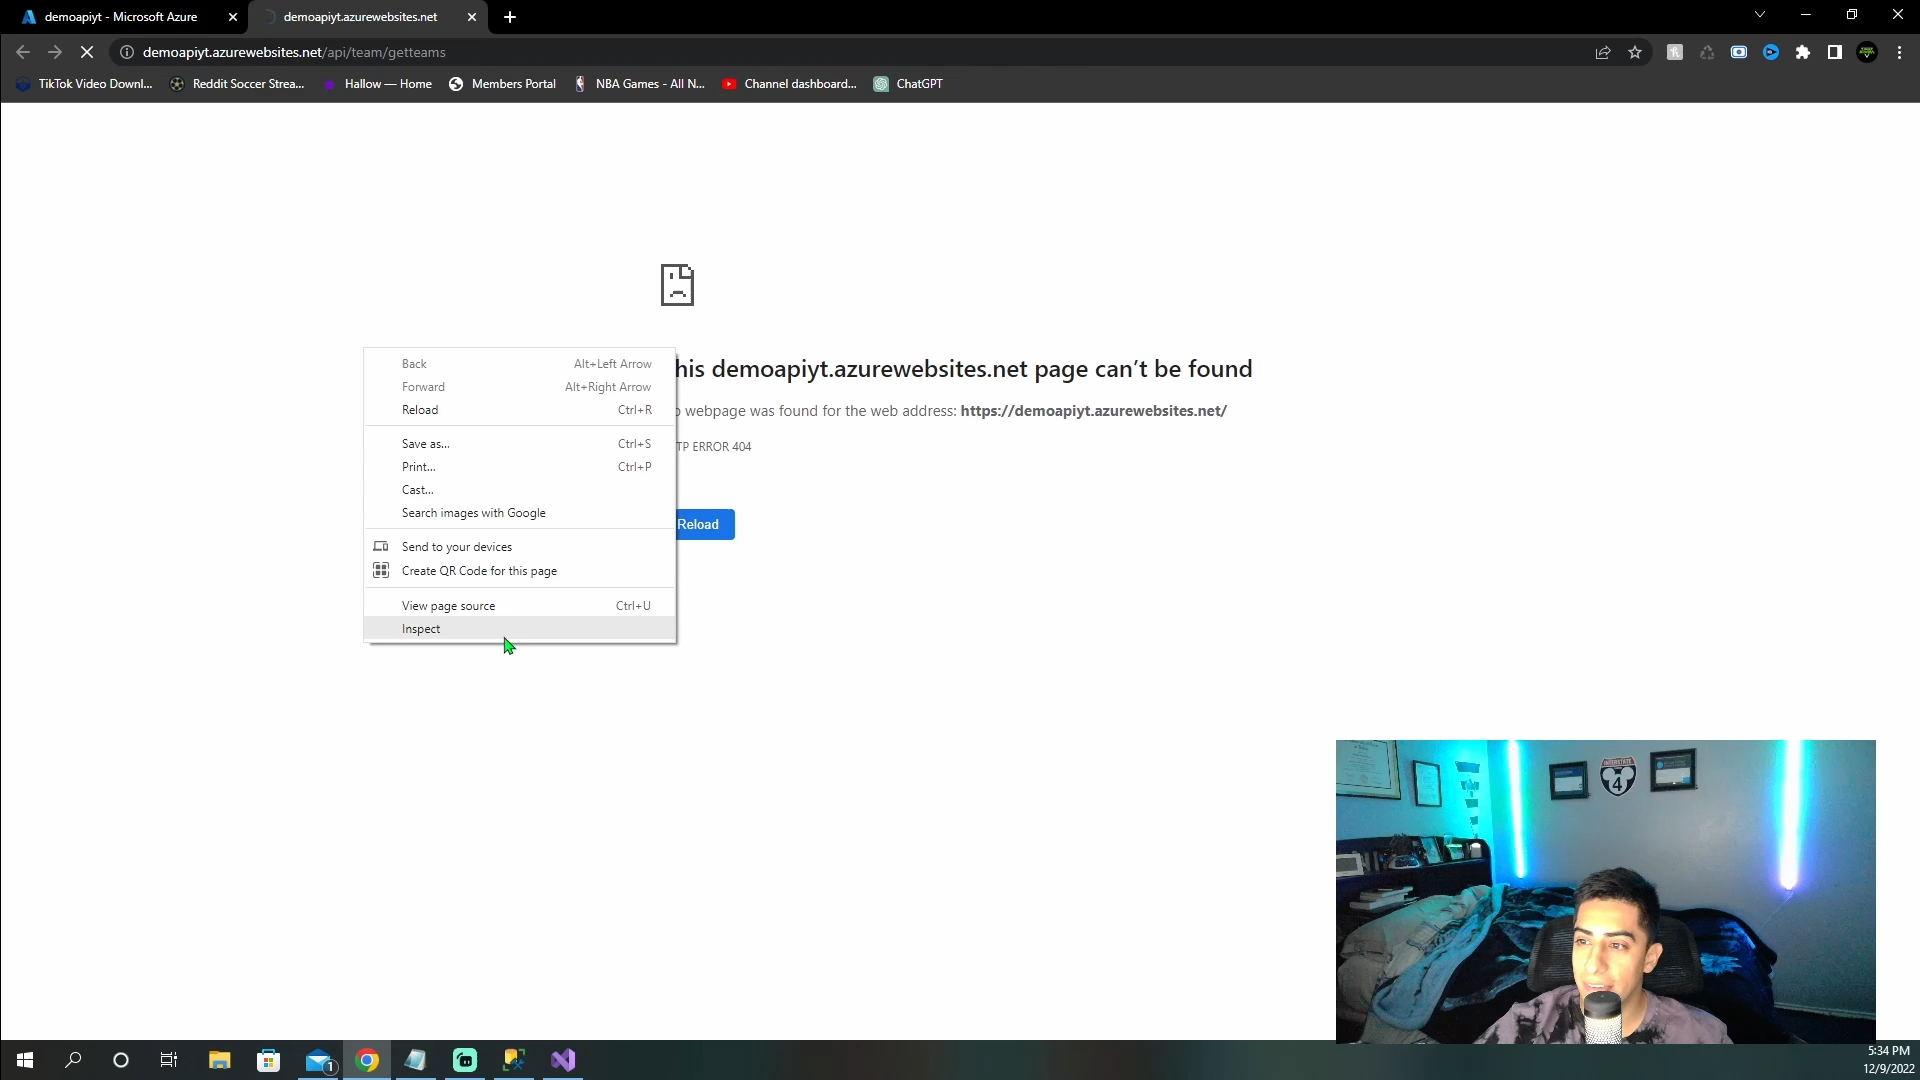 demoapiyt - Microsoft Azure
demoapiyt.azurewebsites.net
demoapiyt.azurewebsites.net/api/team/getteams
TikTok Video Downl...
Reddit Soccer Strea...
Hallow — Home
Members Portal
NBA Games - All N...
Channel dashboard...
ChatGPT
his demoapiyt.azurewebsites.net page can’t be found
webpage was found for the web address: https://demoapiyt.azurewebsites.net/
TP ERROR 404
Reload
Back Alt+Left Arrow
Forward Alt+Right Arrow
Reload Ctrl+R
Save as... Ctrl+S
Print... Ctrl+P
Cast...
Search images with Google
Send to your devices
Create QR Code for this page
View page source Ctrl+U
Inspect
INTERSTATE
4
1
5:34 PM
12/9/2022